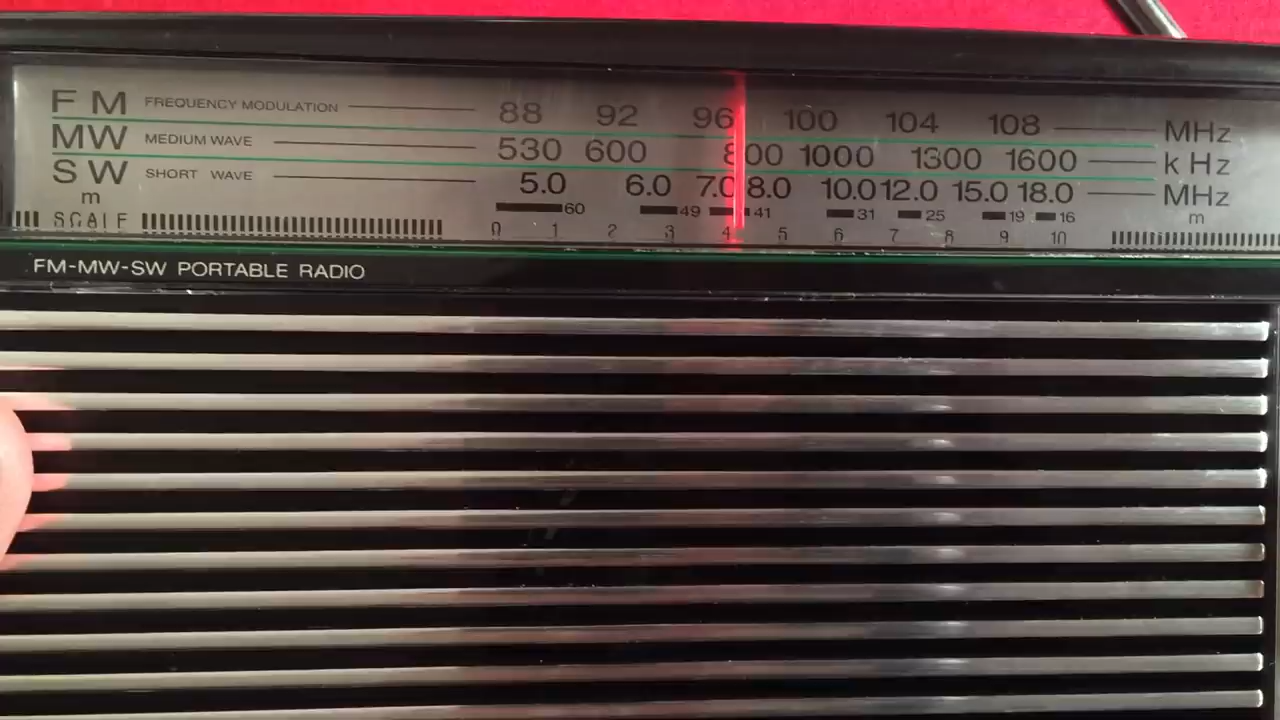 FM FREQUENCY MODULATION 88 92 96 100 104 108 MHz
MW MEDIUM WAVE 530 600 800 1000 1300 1600 kHz
SW SHORT WAVE 5.0 6.0 7.0 8.0 10.0 12.0 15.0 18.0 MHz
m 60 49 41 31 25 19 16 m
SCALE 0 1 2 3 4 5 6 7 8 9 10
FM-MW-SW PORTABLE RADIO